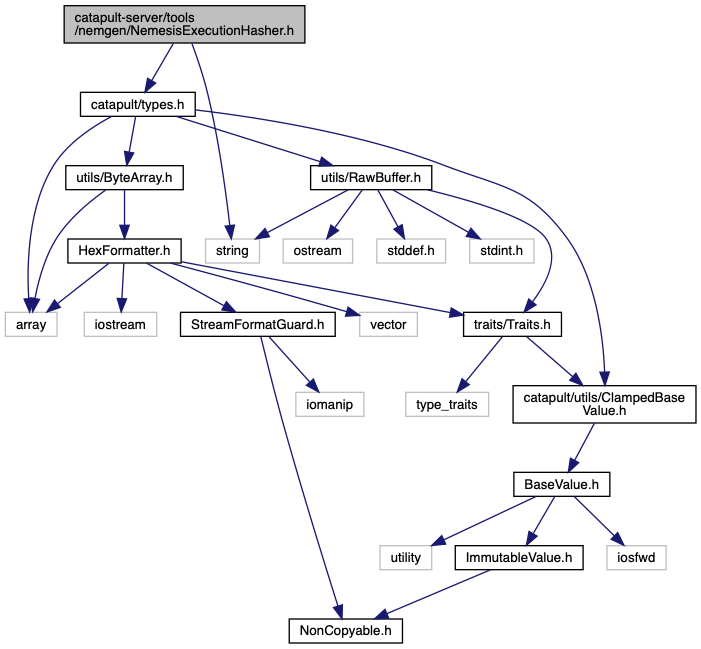 catapult-server/tools
/nemgen/NemesisExecutionHasher.h
catapult/types.h
utils/ByteArray.h
utils/RawBuffer.h
HexFormatter.h
string
ostream
stddef.h
stdint.h
array
iostream
StreamFormatGuard.h
vector
traits/Traits.h
iomanip
type_traits
catapult/utils/ClampedBase
Value.h
BaseValue.h
utility
ImmutableValue.h
iosfwd
NonCopyable.h